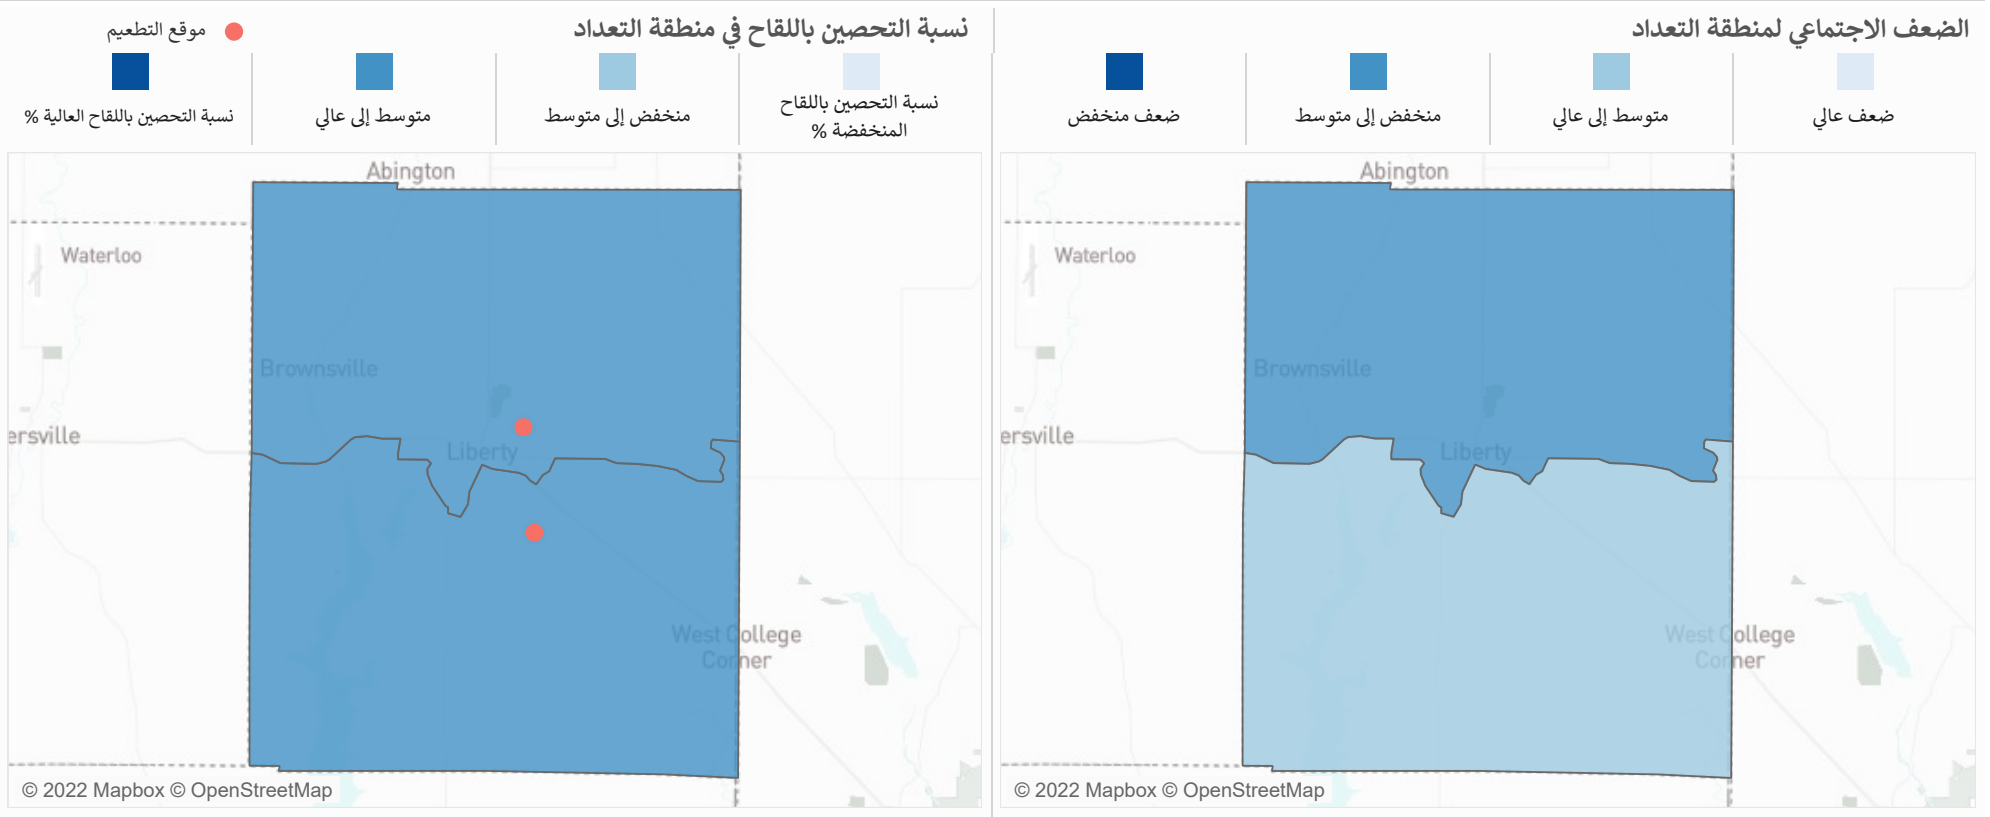 الضعف الاجتماعي لمنطقة التعداد
ضعف عالي
متوسط إلى عالي
منخفض إلى متوسط
ضعف منخفض
Abington
Waterloo
Brownsville
ersville
Liberty
West College
Corner
© 2022 Mapbox © OpenStreetMap
نسبة التحصين باللقاح في منطقة التعداد
موقع التطعيم
نسبة التحصين باللقاح
المنخفضة %
منخفض إلى متوسط
متوسط إلى عالي
نسبة التحصين باللقاح العالية %
Abington
Waterloo
Brownsville
ersville
Liberty
West College
Corner
© 2022 Mapbox © OpenStreetMap